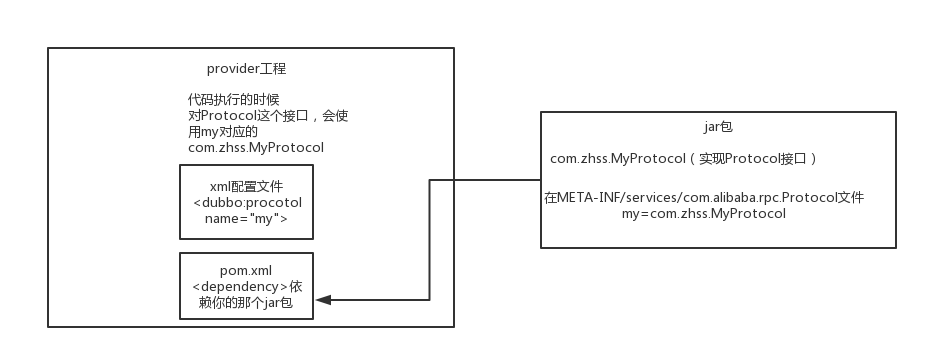 provider工程
代码执行的时候
对Protocol这个接口，会使
用my对应的
com.zhss.MyProtocol
xml配置文件
<dubbo:procotol
name="my">
pom.xml
<dependency>依
赖你的那个jar包
jar包
com.zhss.MyProtocol（实现Protocol接口）
在META-INF/services/com.alibaba.rpc.Protocol文件
my=com.zhss.MyProtocol